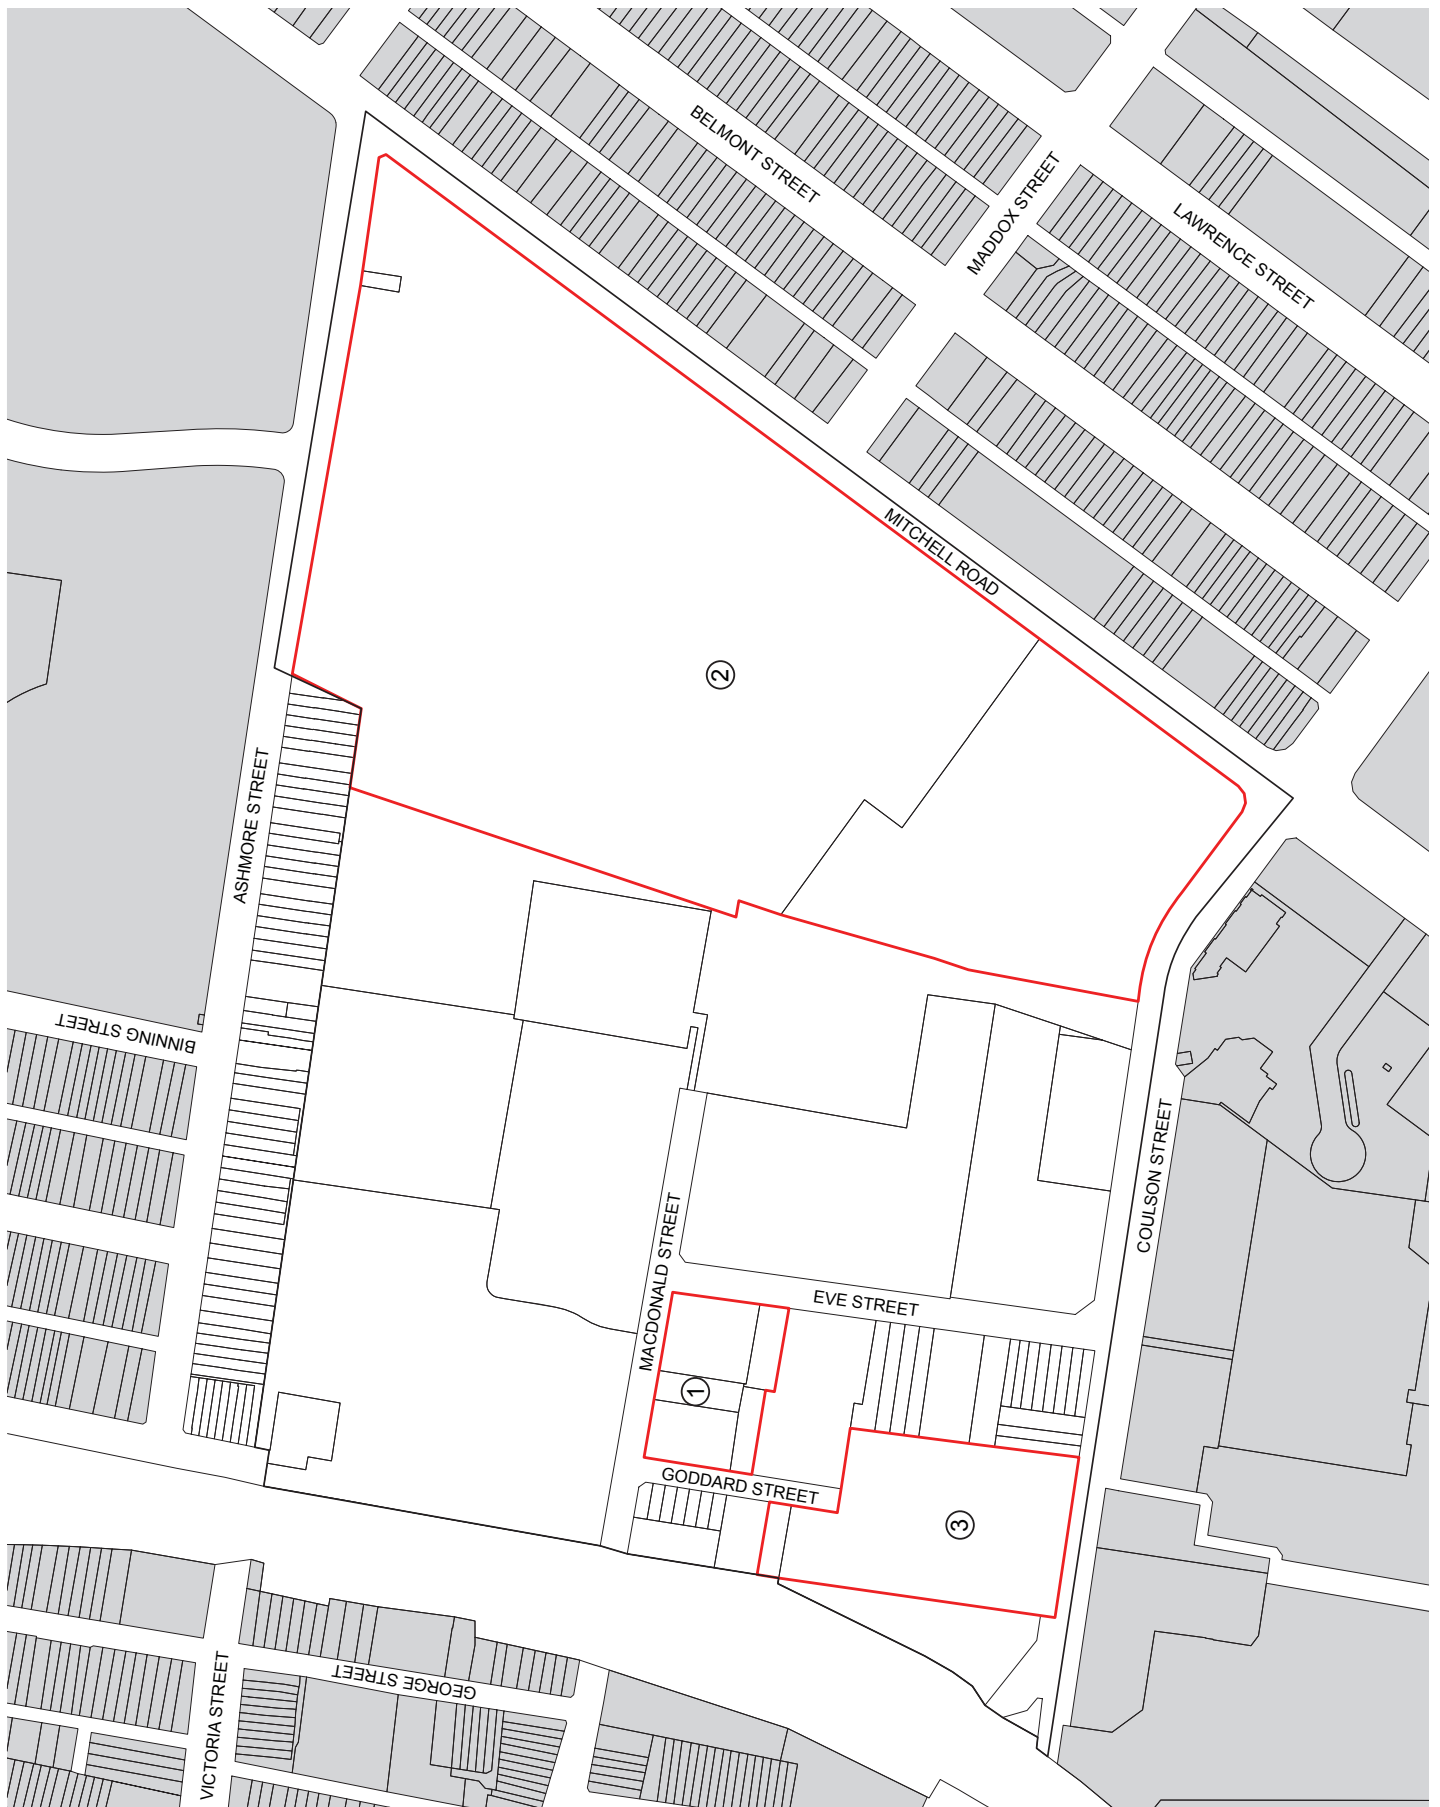 BELMONT STREET
MADDOX STREET
LAWRENCE STREET
MITCHELL ROAD
②
ASHMORE STREET
BINNING STREET
COULSON STREET
MACDONALD STREET
EVE STREET
①
GODDARD STREET
③
GEORGE STREET
VICTORIA STREET